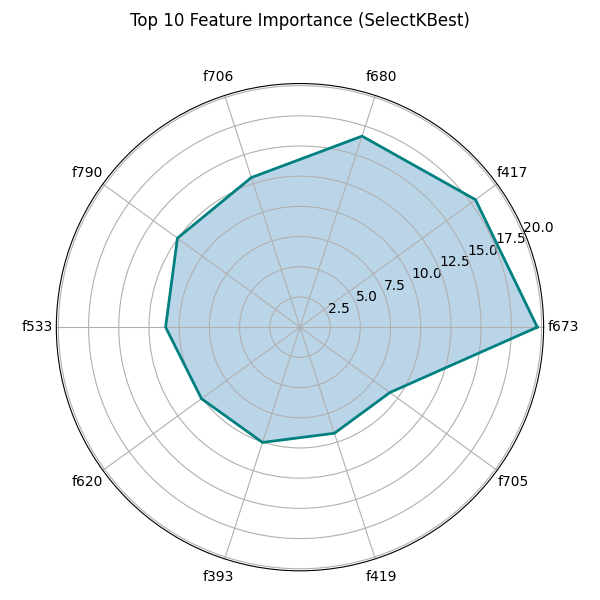 Top 10 Feature Importance (SelectKBest)
f706
f680
f790
f417
20.0
17.5
15.0
12.5
10.0
7.5
5.0
2.5
f533
f673
f620
f705
f393
f419